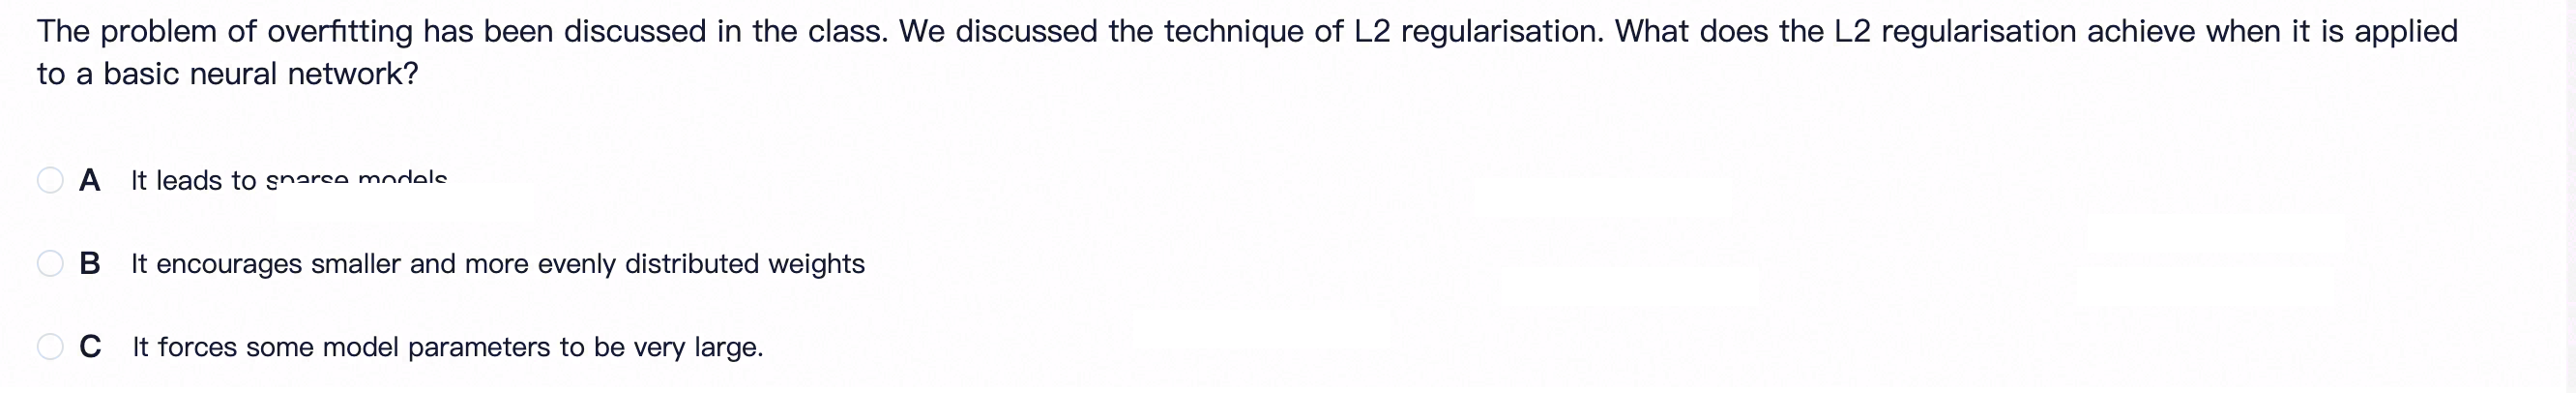 The problem of overfitting has been discussed in the class. We discussed the technique of L2 regularisation. What does the L2 regularisation achieve when it is applied
to a basic neural network?
A It leads to sparse models
B It encourages smaller and more evenly distributed weights
C It forces some model parameters to be very large.